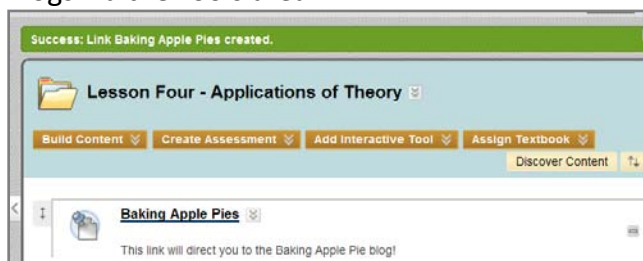 Success: Link Baking Apple Pies created.
Lesson Four - Applications of Theory
Build Content Create Assessment Add Interactive Tool Assign Textbook
Discover Content
Baking Apple Pies
This link will direct you to the Baking Apple Pie blog!